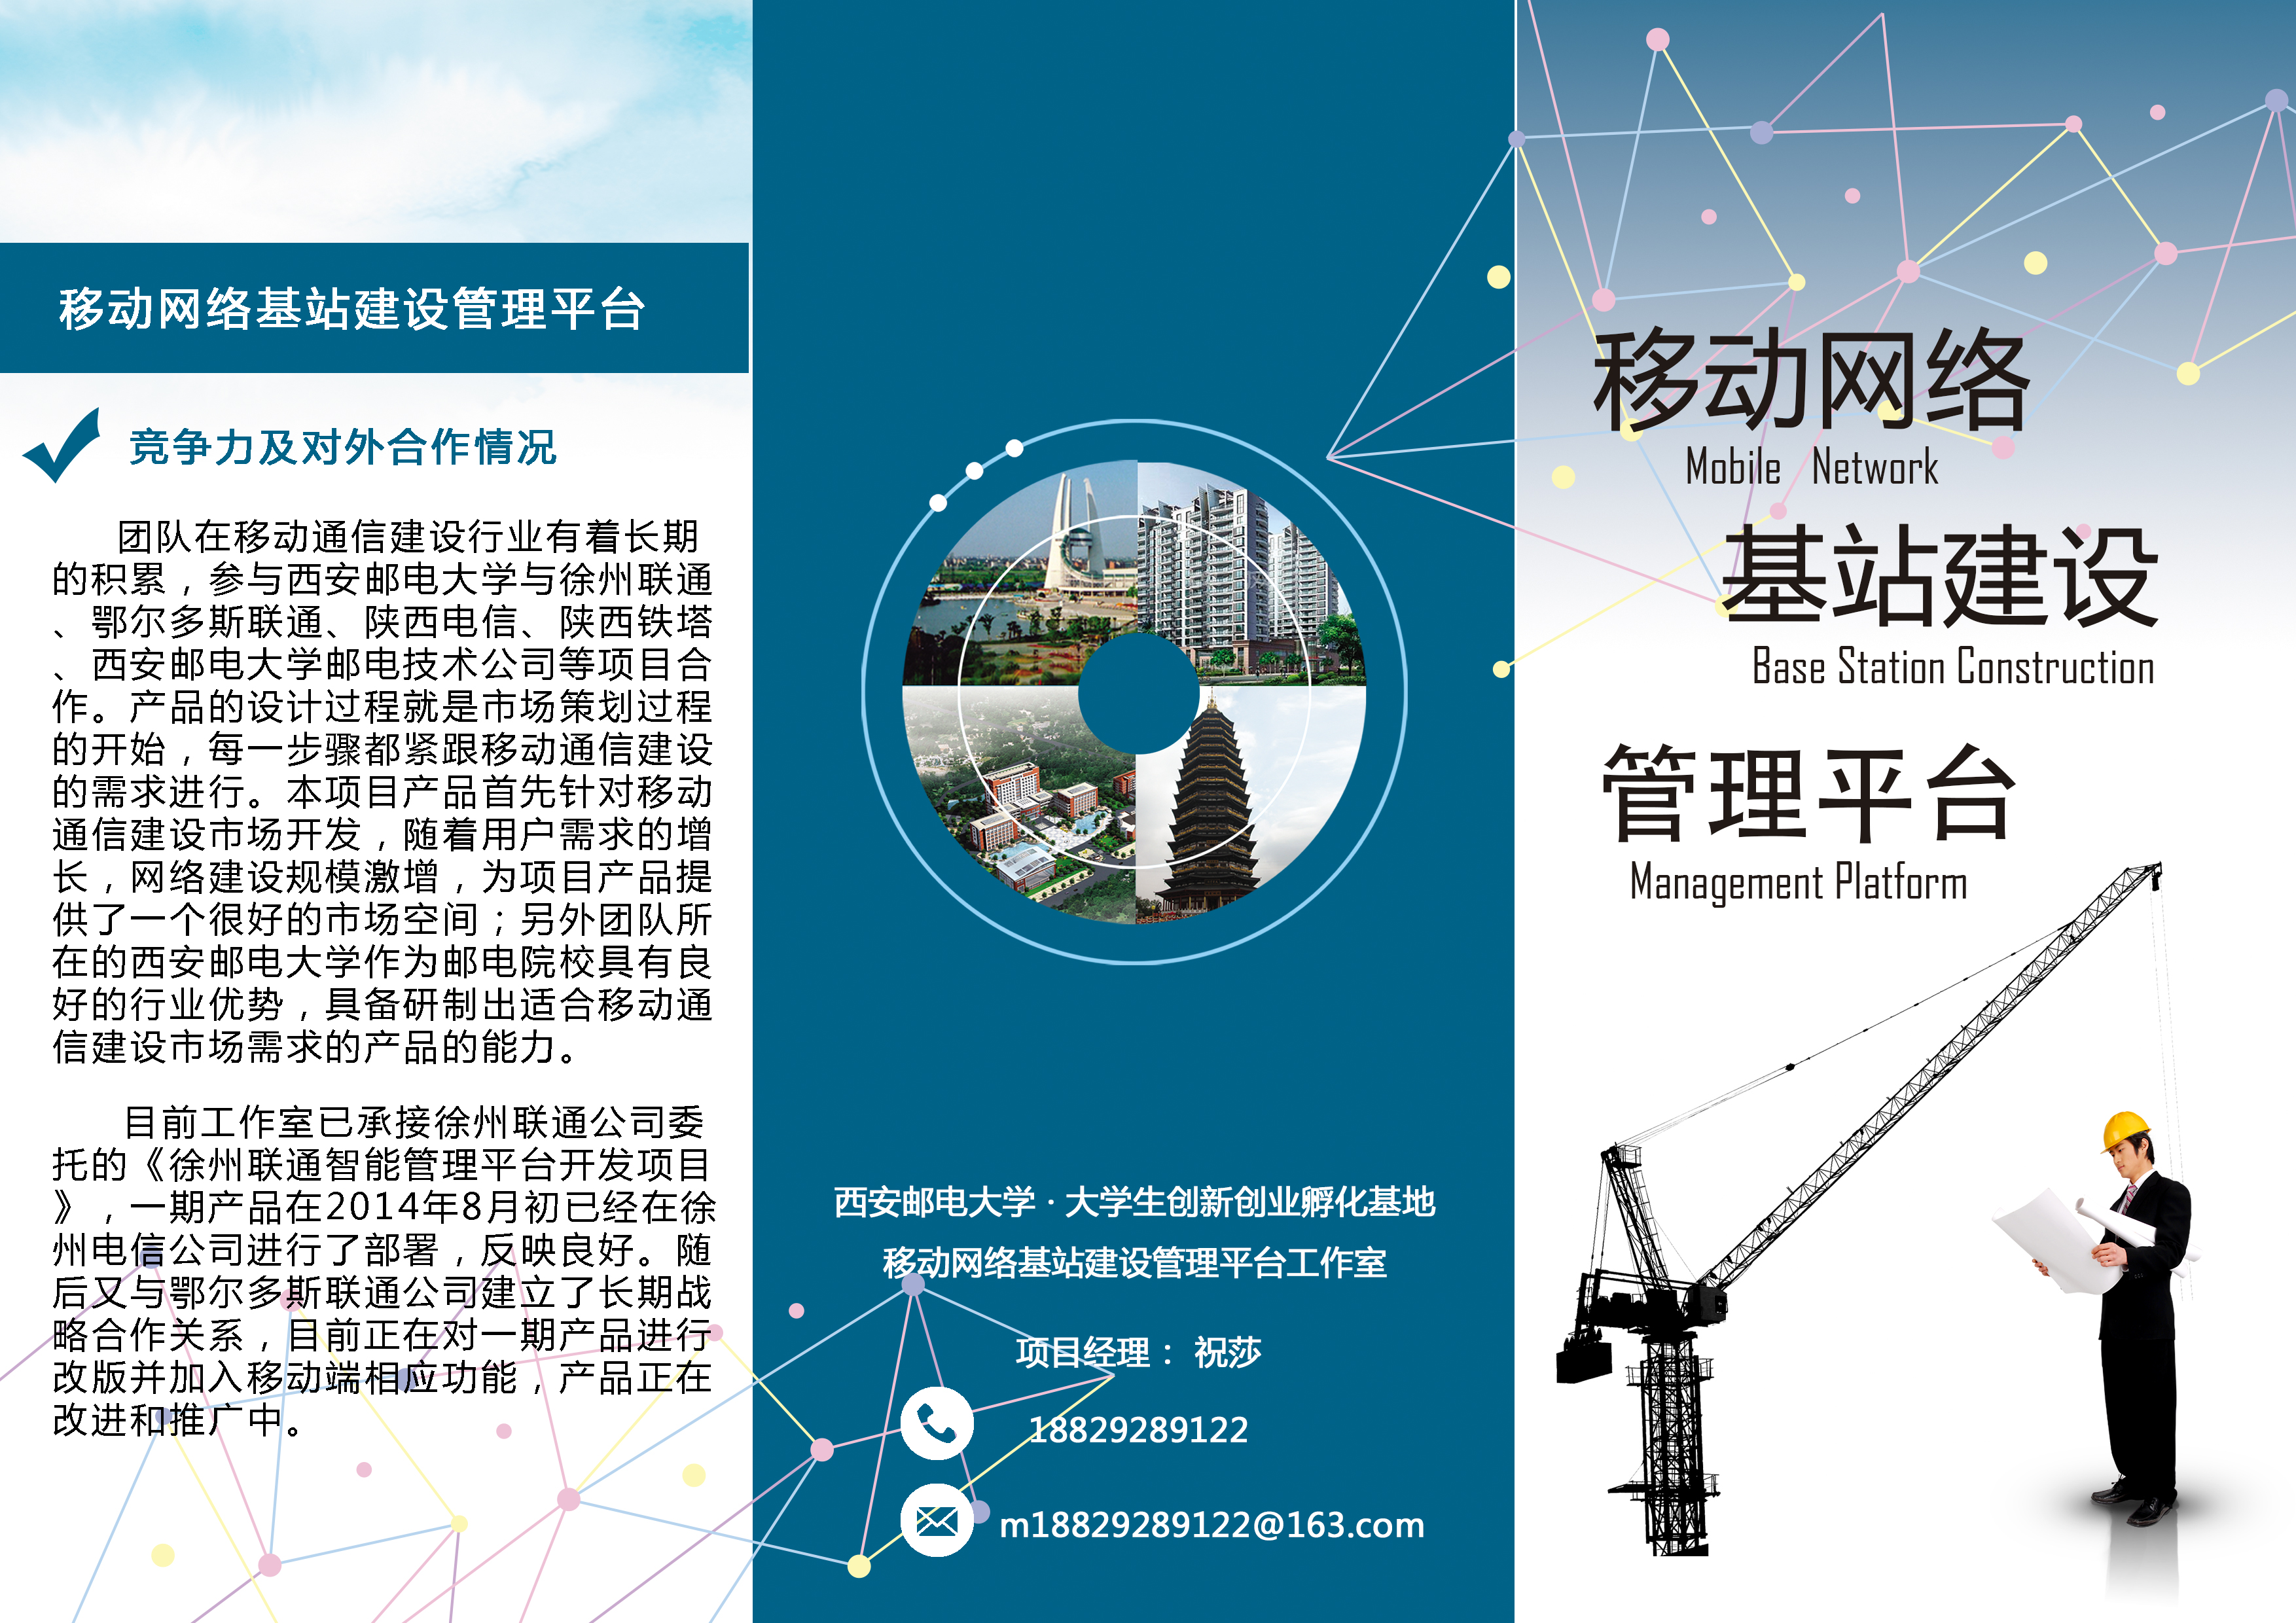 移动网络基站建设管理平台
竞争力及对外合作情况
团队在移动通信建设行业有着长期
的积累，参与西安邮电大学与徐州联通
、鄂尔多斯联通、陕西电信、陕西铁塔
、西安邮电大学邮电技术公司等项目合
作。产品的设计过程就是市场策划过程
的开始，每一步骤都紧跟移动通信建设
的需求进行。本项目产品首先针对移动
通信建设市场开发，随着用户需求的增
长，网络建设规模激增，为项目产品提
供了一个很好的市场空间；另外团队所
在的西安邮电大学作为邮电院校具有良
好的行业优势，具备研制出适合移动通
信建设市场需求的产品的能力。
目前工作室已承接徐州联通公司委
托的《徐州联通智能管理平台开发项目
》，一期产品在2014年8月初已经在徐
州电信公司进行了部署，反映良好。随
后又与鄂尔多斯联通公司建立了长期战
略合作关系，目前正在对一期产品进行
改版并加入移动端相应功能，产品正在
改进和推广中。
西安邮电大学·大学生创新创业孵化基地
移动网络基站建设管理平台工作室
项目经理：祝莎
18829289122
m18829289122@163.com
移动网络
Mobile Network
基站建设
Base Station Construction
管理平台
Management Platform